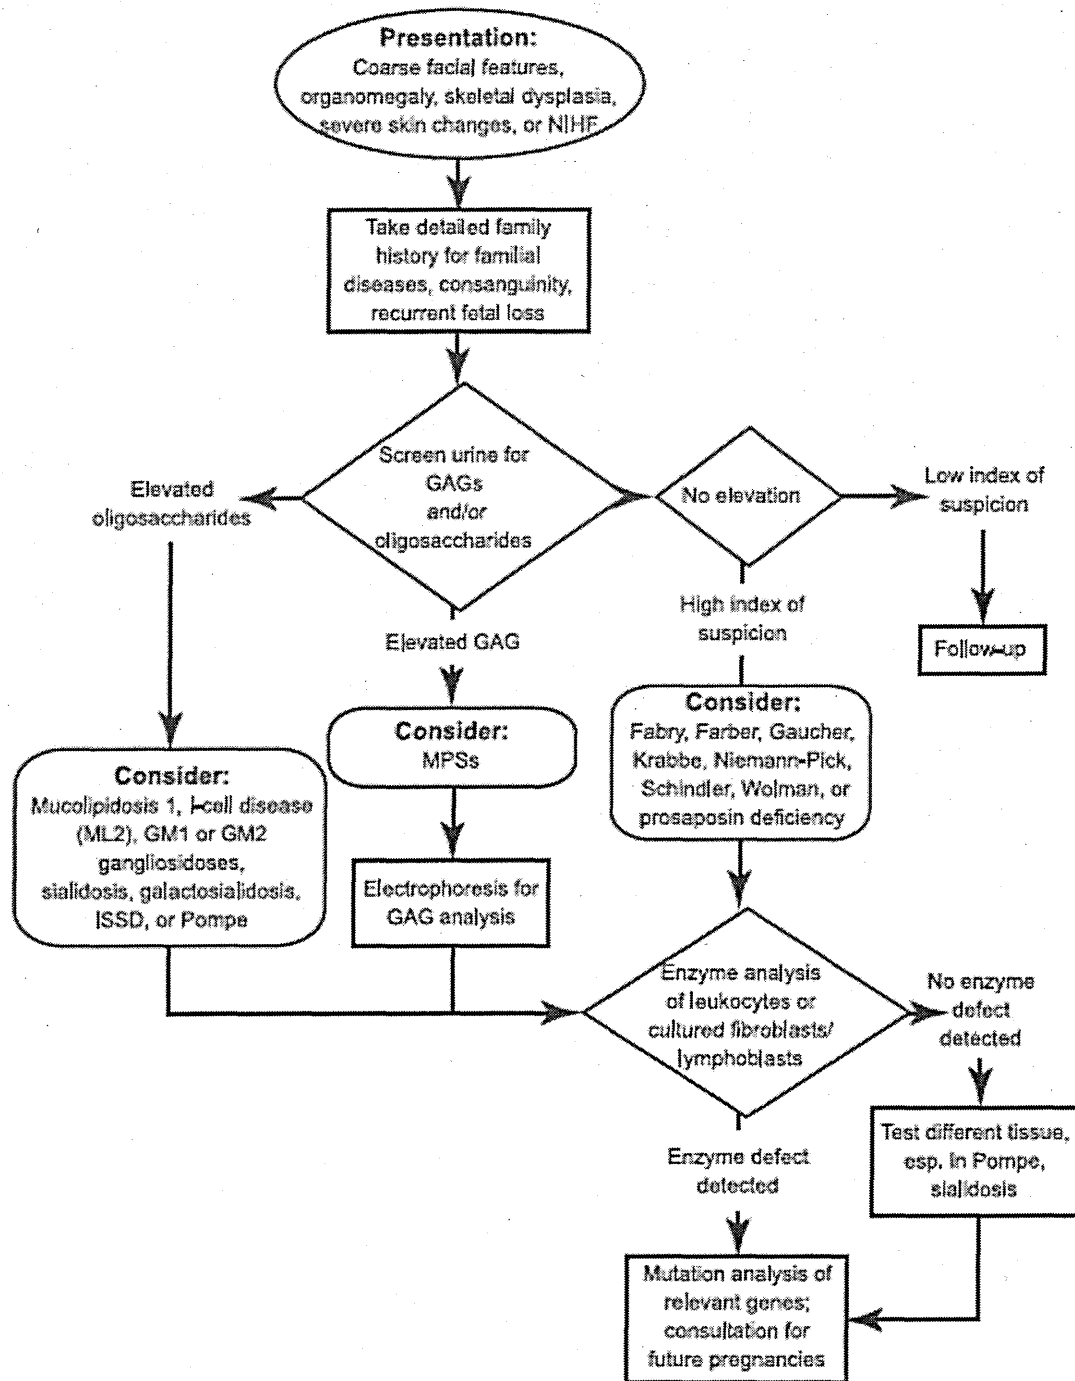 Presentation:
Coarse facial features,
organomegaly, skeletal dysplasia,
severe skin changes, or NIHF
Take detailed family
history for familial
diseases, consanguinity,
recurrent fetal loss
Screen urine for
GAGs
and/or
oligosaccharides
Elevated
oligosaccharides
No elevation
Low index of
suspicion
Elevated GAG
High index of
suspicion
Follow-up
Consider:
Mucolipidosis 1, I-cell disease
(ML2), GM1 or GM2
gangliosidoses,
sialidosis, galactosialidosis,
ISSD, or Pompe
Consider:
MPSs
Consider:
Fabry, Farber, Gaucher,
Krabbe, Niemann-Pick,
Schindler, Wolman, or
prosaposin deficiency
Electrophoresis for
GAG analysis
Enzyme analysis
of leukocytes or
cultured fibroblasts/
lymphoblasts
No enzyme
defect
detected
Enzyme defect
detected
Test different tissue,
esp. in Pompe,
sialidosis
Mutation analysis of
relevant genes;
consultation for
future pregnancies